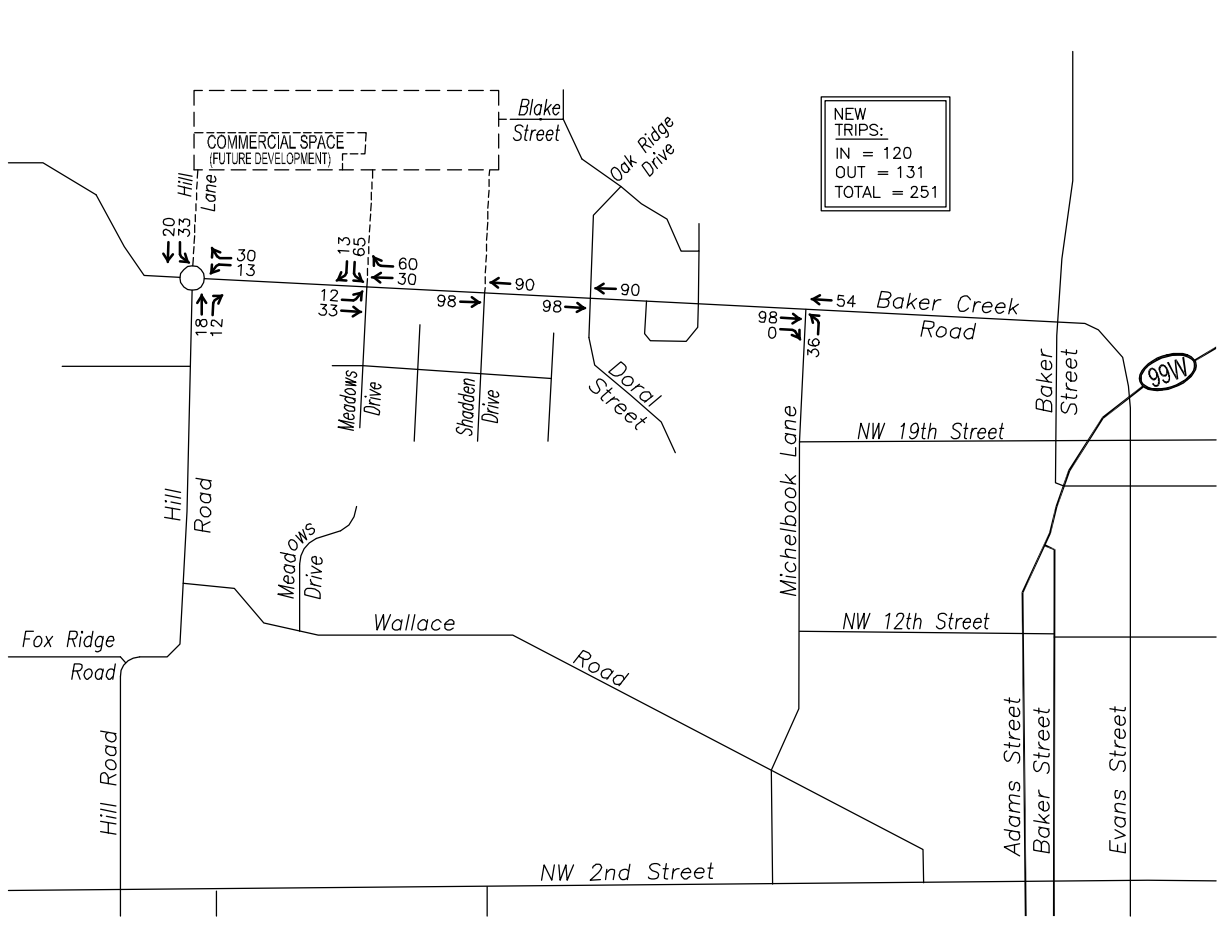 Blake
Street
Oak Ridge
Drive
NEW
TRIPS:
IN = 120
OUT = 131
TOTAL = 251
COMMERCIAL SPACE
(FUTURE DEVELOPMENT)
Hill
Lane
20
33
30
13
18
12
13
65
60
30
12
33
90
98
90
98
54
98
0
36
Baker Creek
Road
Meadows
Drive
Shadden
Drive
Doral
Street
Baker
Street
99W
NW 19th Street
Michelbook Lane
Hill
Road
Meadows
Drive
Wallace
Road
NW 12th Street
Fox Ridge
Road
Hill Road
Adams Street
Baker Street
Evans Street
NW 2nd Street